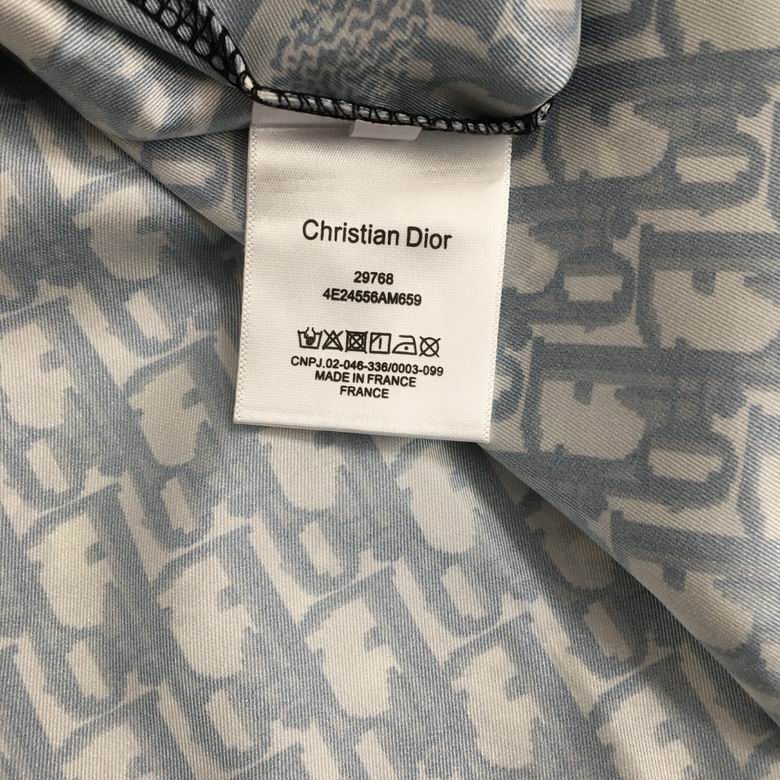 Christian Dior
29768
4E24556AM659
CNPJ.02-046-336/0003-099
MADE IN FRANCE
FRANCE